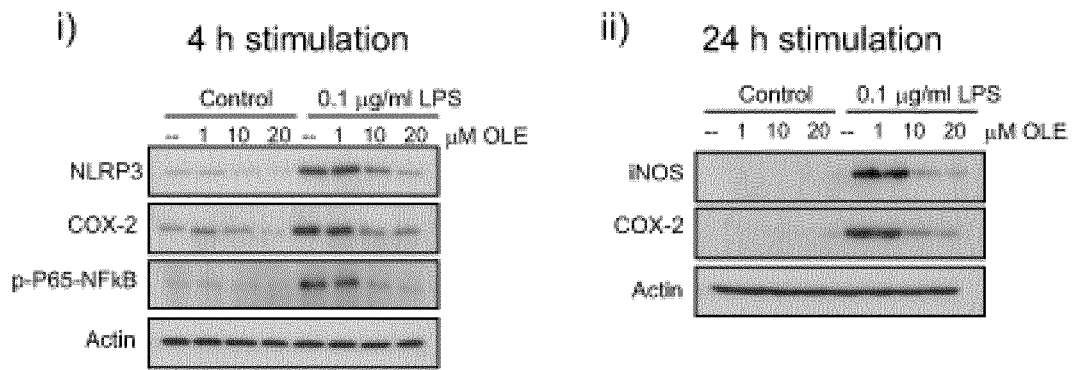 i) 4 h stimulation
Control 0.1 µg/ml LPS
-- 1 10 20 -- 1 10 20 µM OLE
NLRP3
COX-2
p-P65-NFkB
Actin
ii) 24 h stimulation
Control 0.1 µg/ml LPS
-- 1 10 20 -- 1 10 20 µM OLE
iNOS
COX-2
Actin